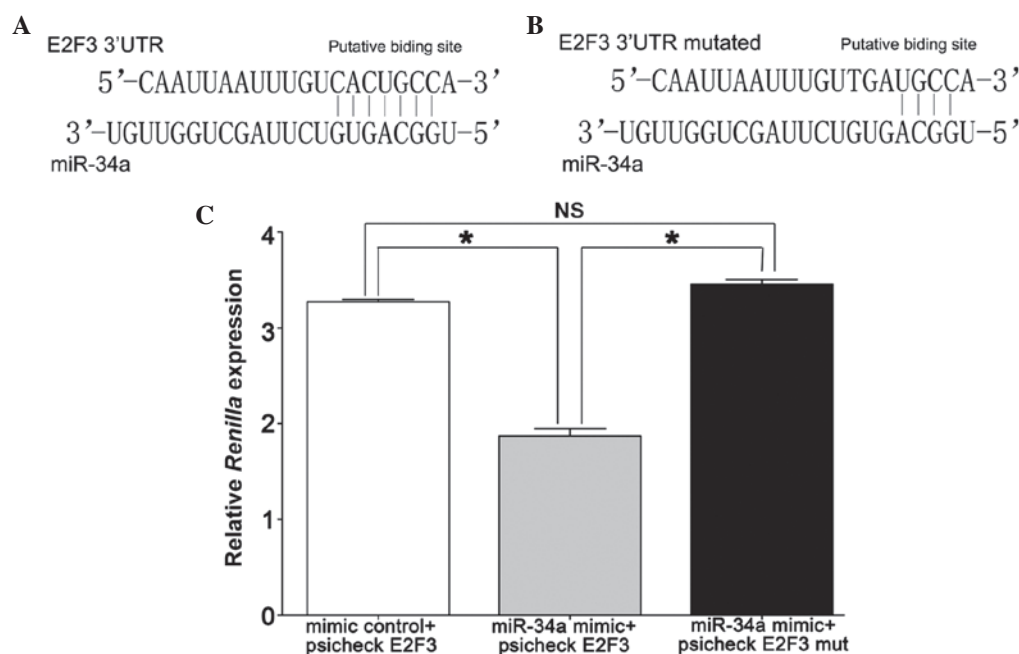 A
E2F3 3'UTR
Putative biding site
5'-CAAUUAAUUUGUCACUGCCA-3'
3'-UGUUGGUCGAUUCUGUGACGGU-5'
miR-34a
B
E2F3 3'UTR mutated
Putative biding site
5'-CAAUUAAUUUGUTGAUGCCA-3'
3'-UGUUGGUCGAUUCUGUGACGGU-5'
miR-34a
C
NS
*
*
Relative Renilla expression
4
3
2
1
0
mimic control+
psicheck E2F3
miR-34a mimic+
psicheck E2F3
miR-34a mimic+
psicheck E2F3 mut